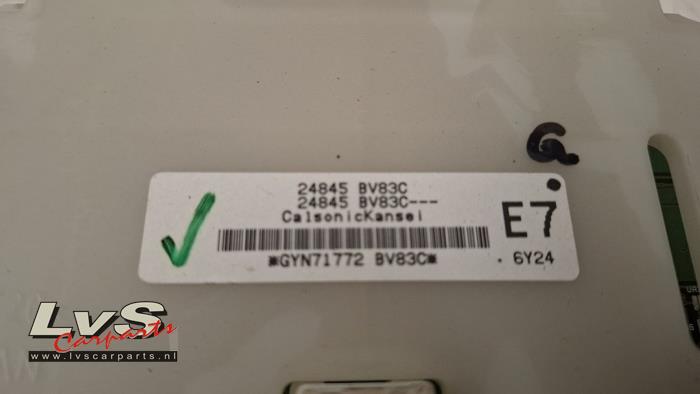 G
24845 BV83C
24845 BV83C---
CalsonicKansei
E7
*GYN71772 BV83C*
. 6Y24
LvS
Carparts
www.lvscarparts.nl